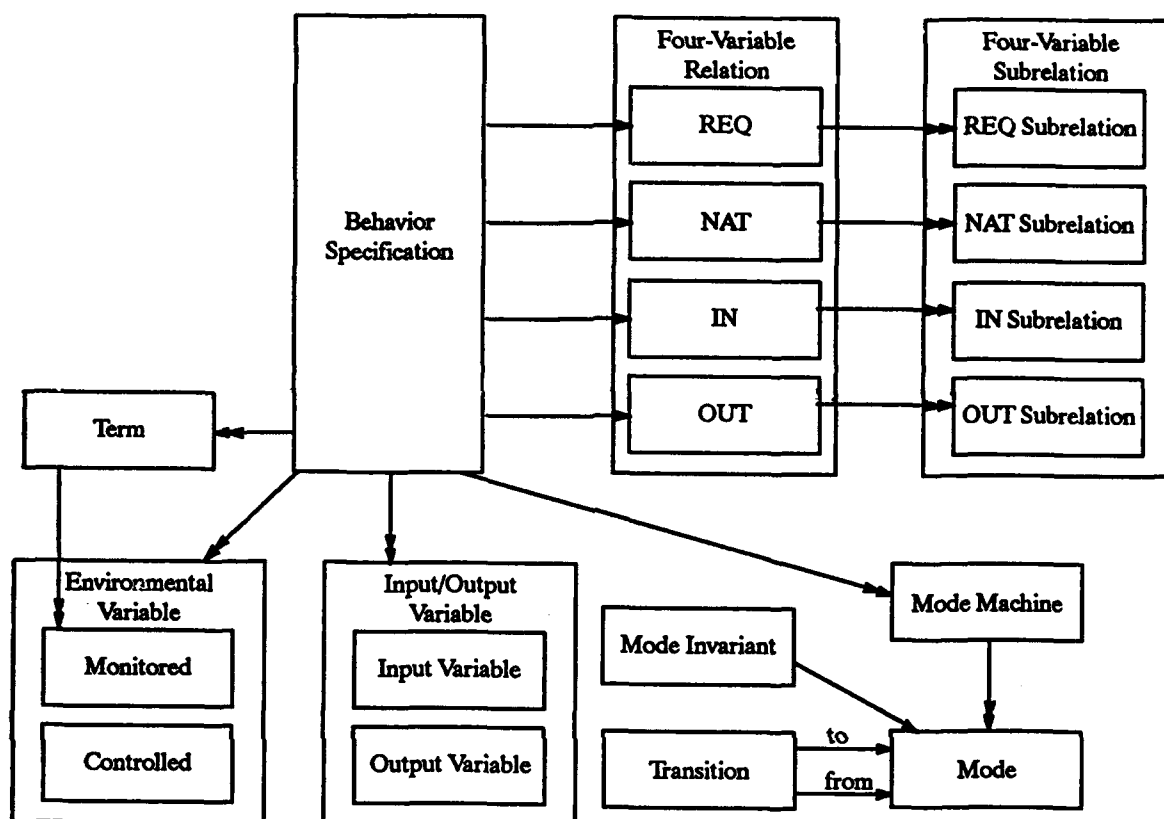 Four-Variable
Relation
Four-Variable
Subrelation
REQ
REQ Subrelation
Behavior
Specification
NAT
NAT Subrelation
IN
IN Subrelation
Term
OUT
OUT Subrelation
Environmental
Variable
Input/Output
Variable
Mode Machine
Mode Invariant
Monitored
Input Variable
to
Controlled
Output Variable
Transition
Mode
from